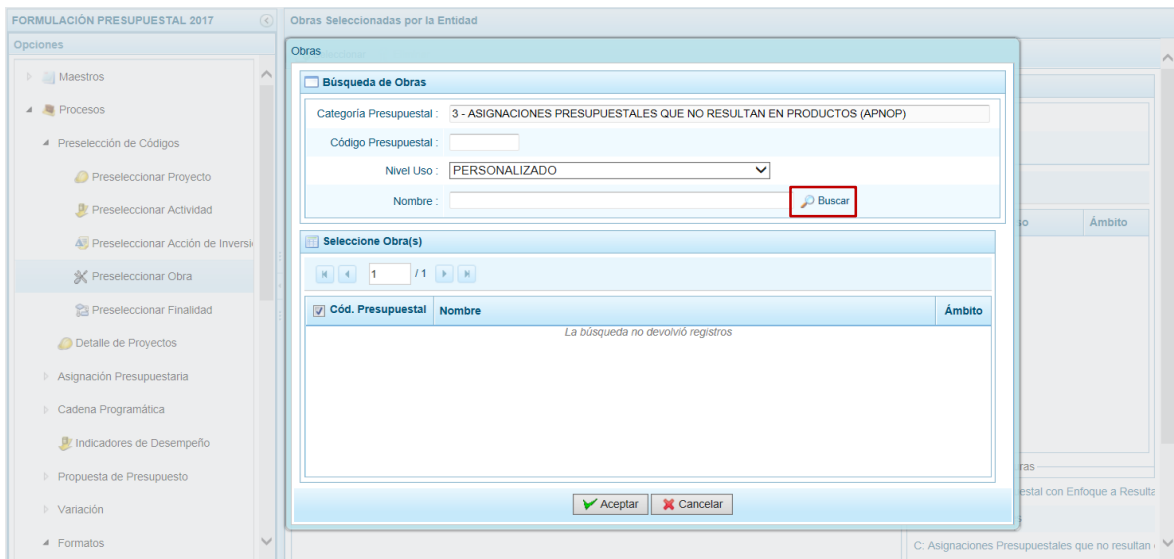 FORMULACIÓN PRESUPUESTAL 2017
Opciones
Maestros
Procesos
Preselección de Códigos
Preseleccionar Proyecto
Preseleccionar Actividad
Preseleccionar Acción de Inversi
Preseleccionar Obra
Preseleccionar Finalidad
Detalle de Proyectos
Asignación Presupuestaria
Cadena Programática
Indicadores de Desempeño
Propuesta de Presupuesto
Variación
Formatos
Obras Seleccionadas por la Entidad
Obras
Búsqueda de Obras
Categoría Presupuestal : 3 - ASIGNACIONES PRESUPUESTALES QUE NO RESULTAN EN PRODUCTOS (APNOP)
Código Presupuestal :
Nivel Uso : PERSONALIZADO
Nombre : Buscar
Seleccione Obra(s)
1 / 1
Cód. Presupuestal Nombre Ámbito
La búsqueda no devolvió registros
Aceptar Cancelar
so Ámbito
ras
estal con Enfoque a Resulta
C: Asignaciones Presupuestales que no resultan